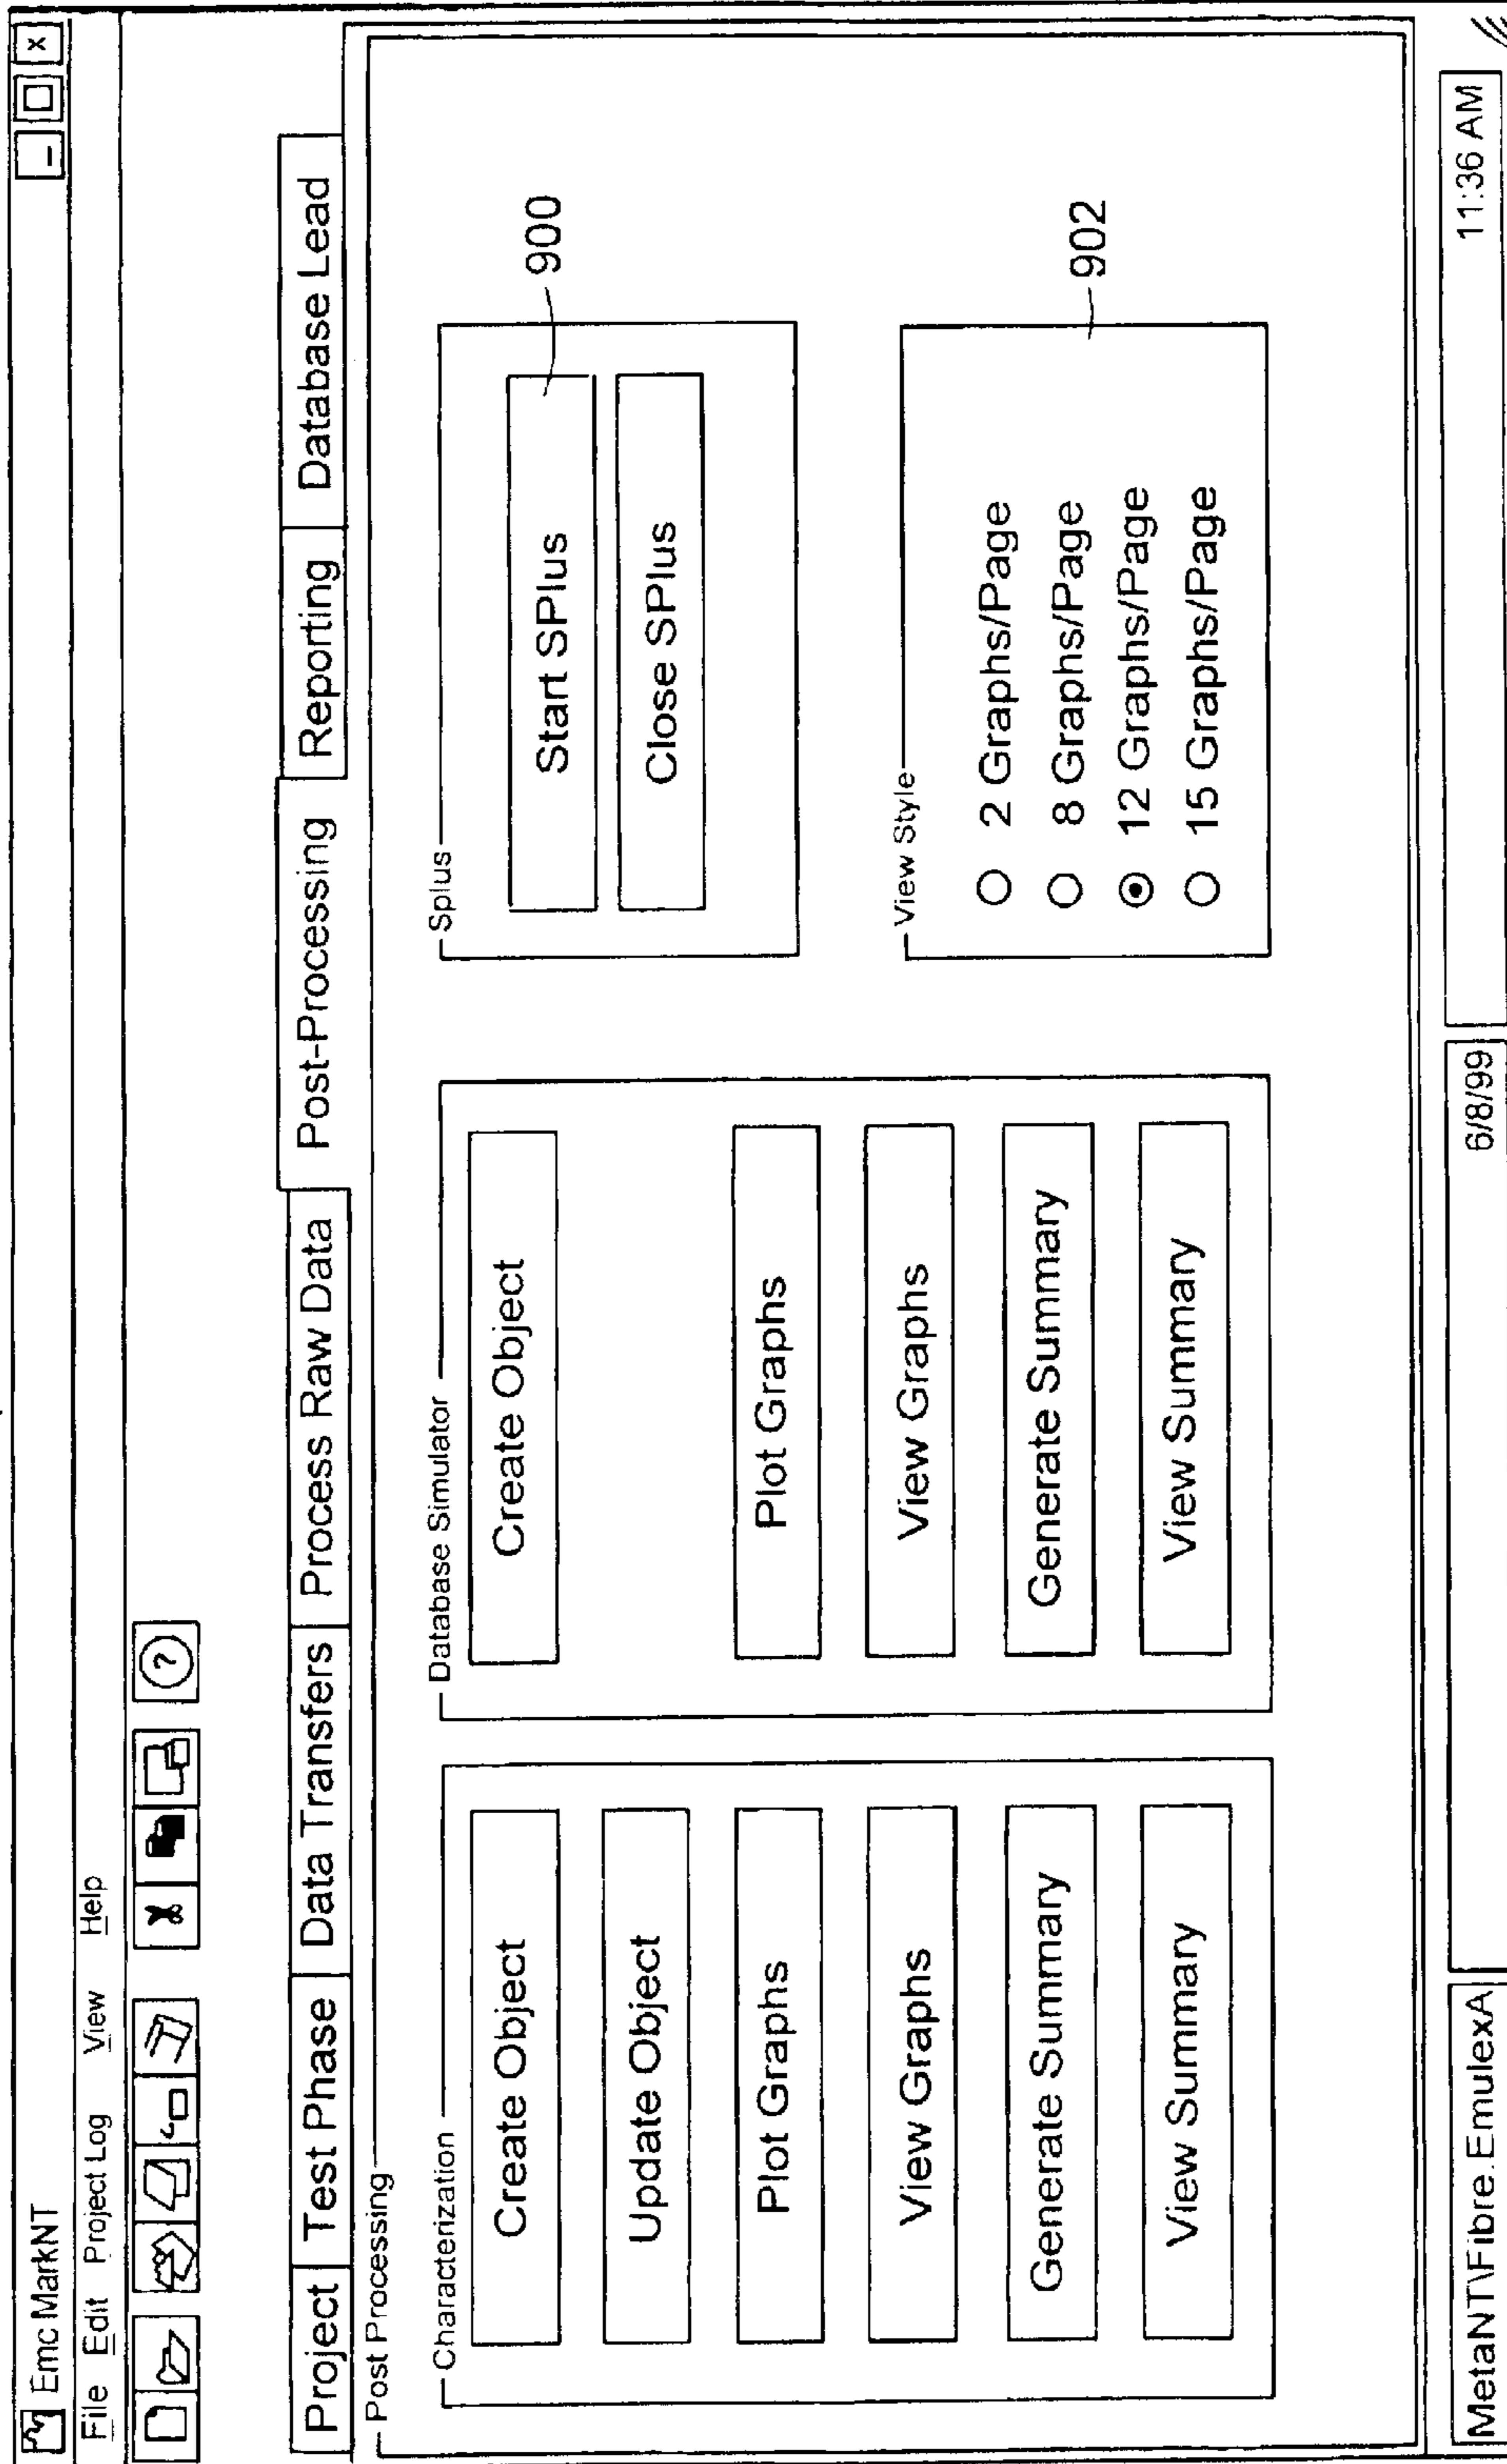 Emc MarkNT
File Edit Project Log View Help
?
Project Test Phase Data Transfers Process Raw Data Post-Processing Reporting Database Lead
Post Processing
Characterization
Create Object
Update Object
Plot Graphs
View Graphs
Generate Summary
View Summary
Database Simulator
Create Object
Plot Graphs
View Graphs
Generate Summary
View Summary
Splus
Start SPlus
Close SPlus
900
View Style
2 Graphs/Page
8 Graphs/Page
12 Graphs/Page
15 Graphs/Page
902
MetaNT\Fibre.EmulexA 6/8/99 11:36 AM